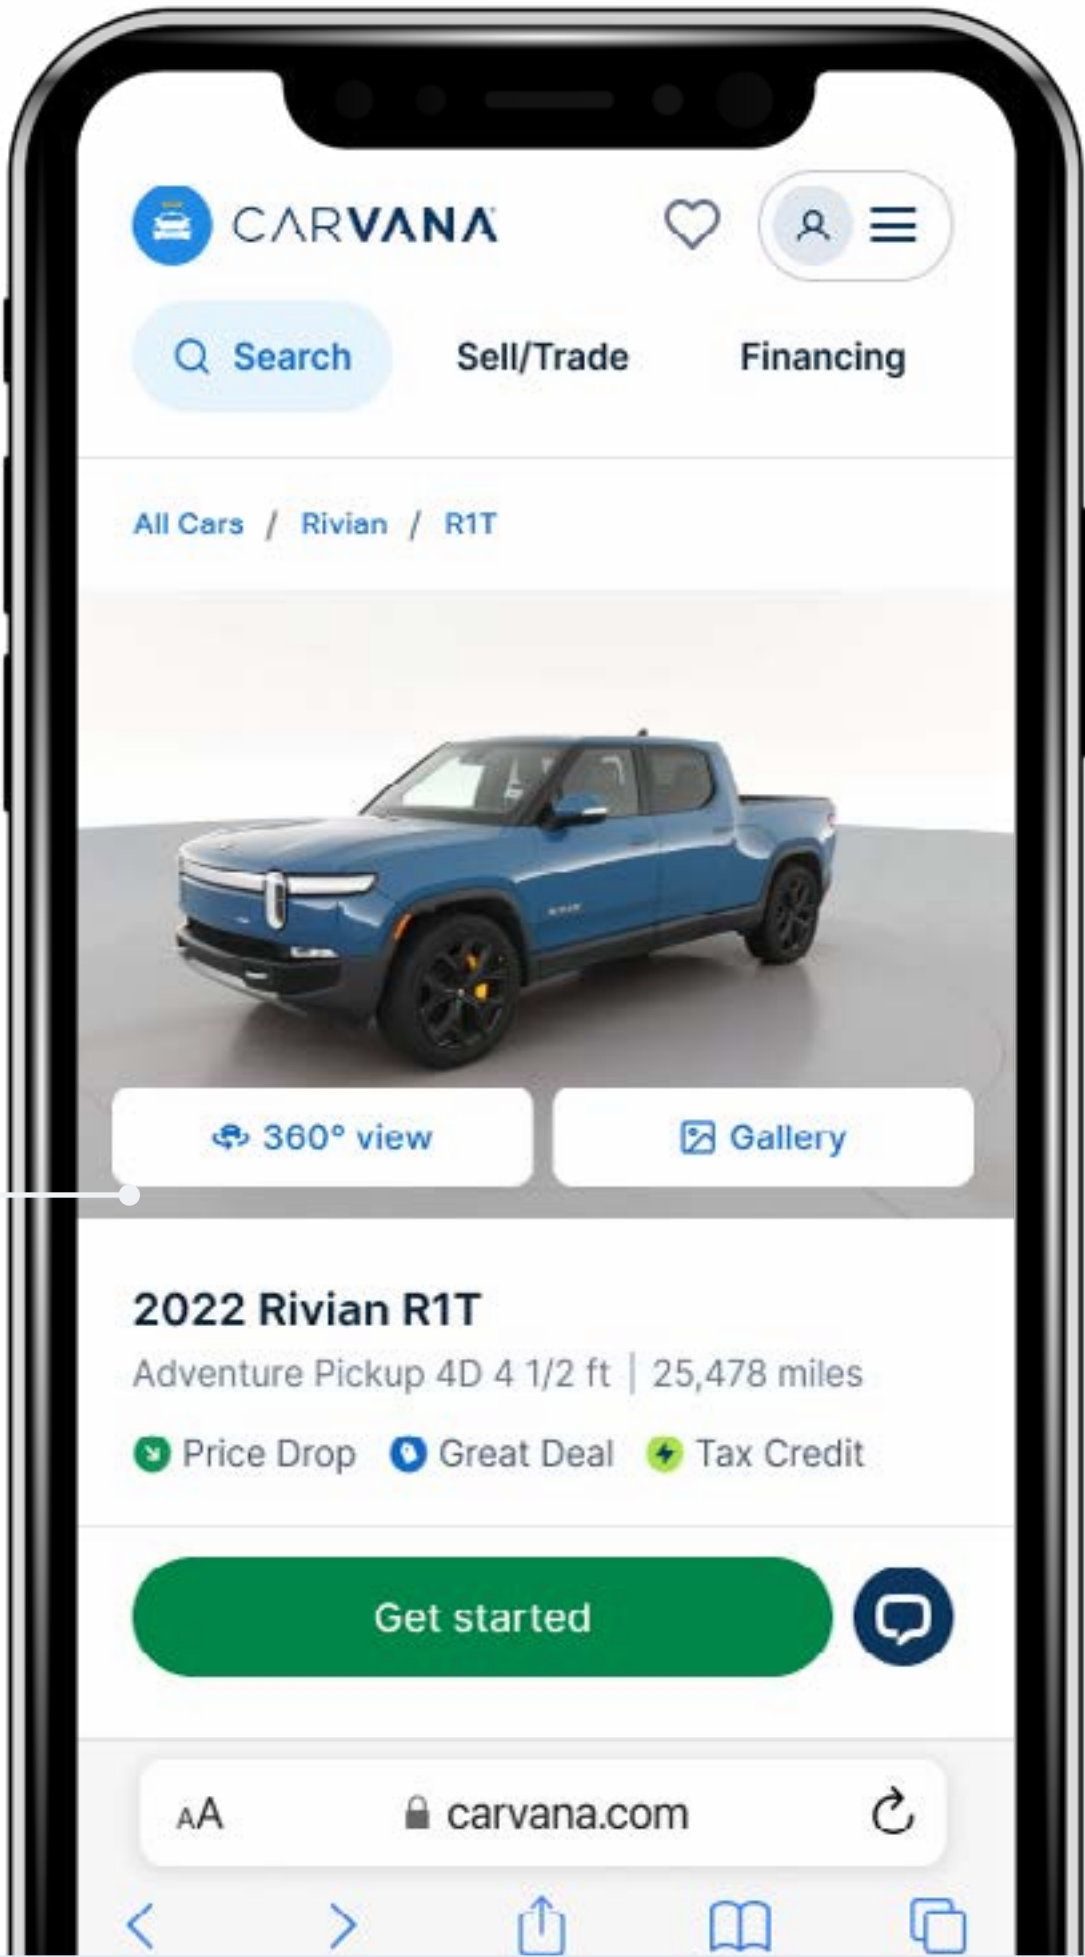 CARVANA
Search Sell/Trade Financing
All Cars / Rivian / R1T
360° view Gallery
2022 Rivian R1T
Adventure Pickup 4D 4 1/2 ft | 25,478 miles
Price Drop Great Deal Tax Credit
Get started
AA carvana.com